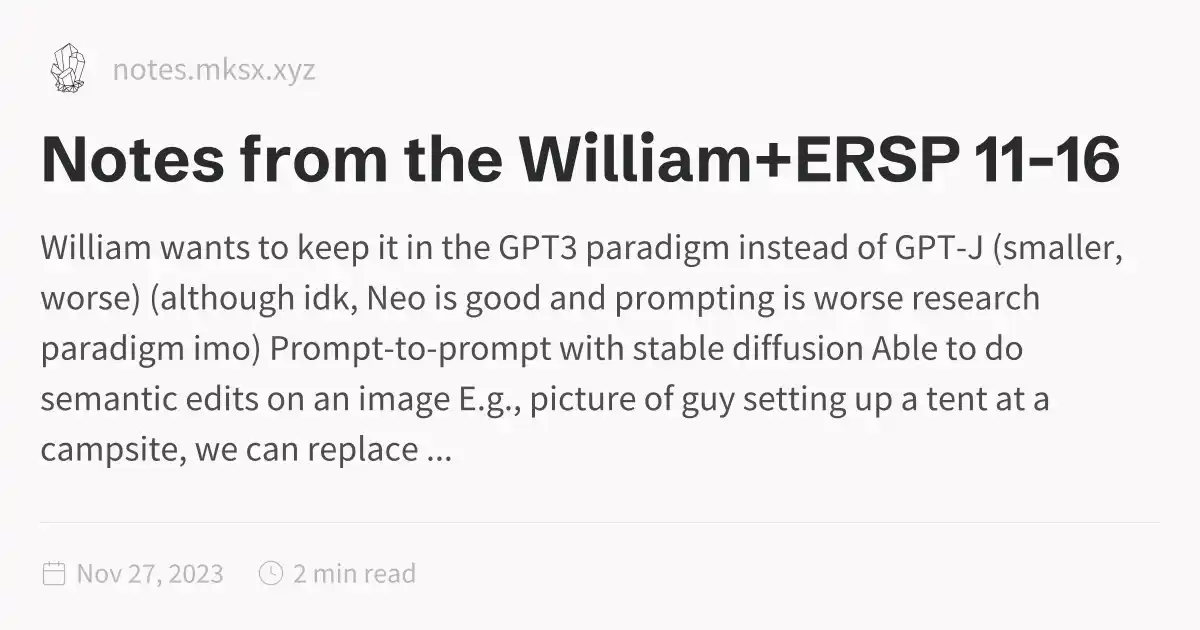 notes.mksx.xyz
Notes from the William+ERSP 11-16
William wants to keep it in the GPT3 paradigm instead of GPT-J (smaller,
worse) (although idk, Neo is good and prompting is worse research
paradigm imo) Prompt-to-prompt with stable diffusion Able to do
semantic edits on an image E.g., picture of guy setting up a tent at a
campsite, we can replace ...
Nov 27, 2023 2 min read